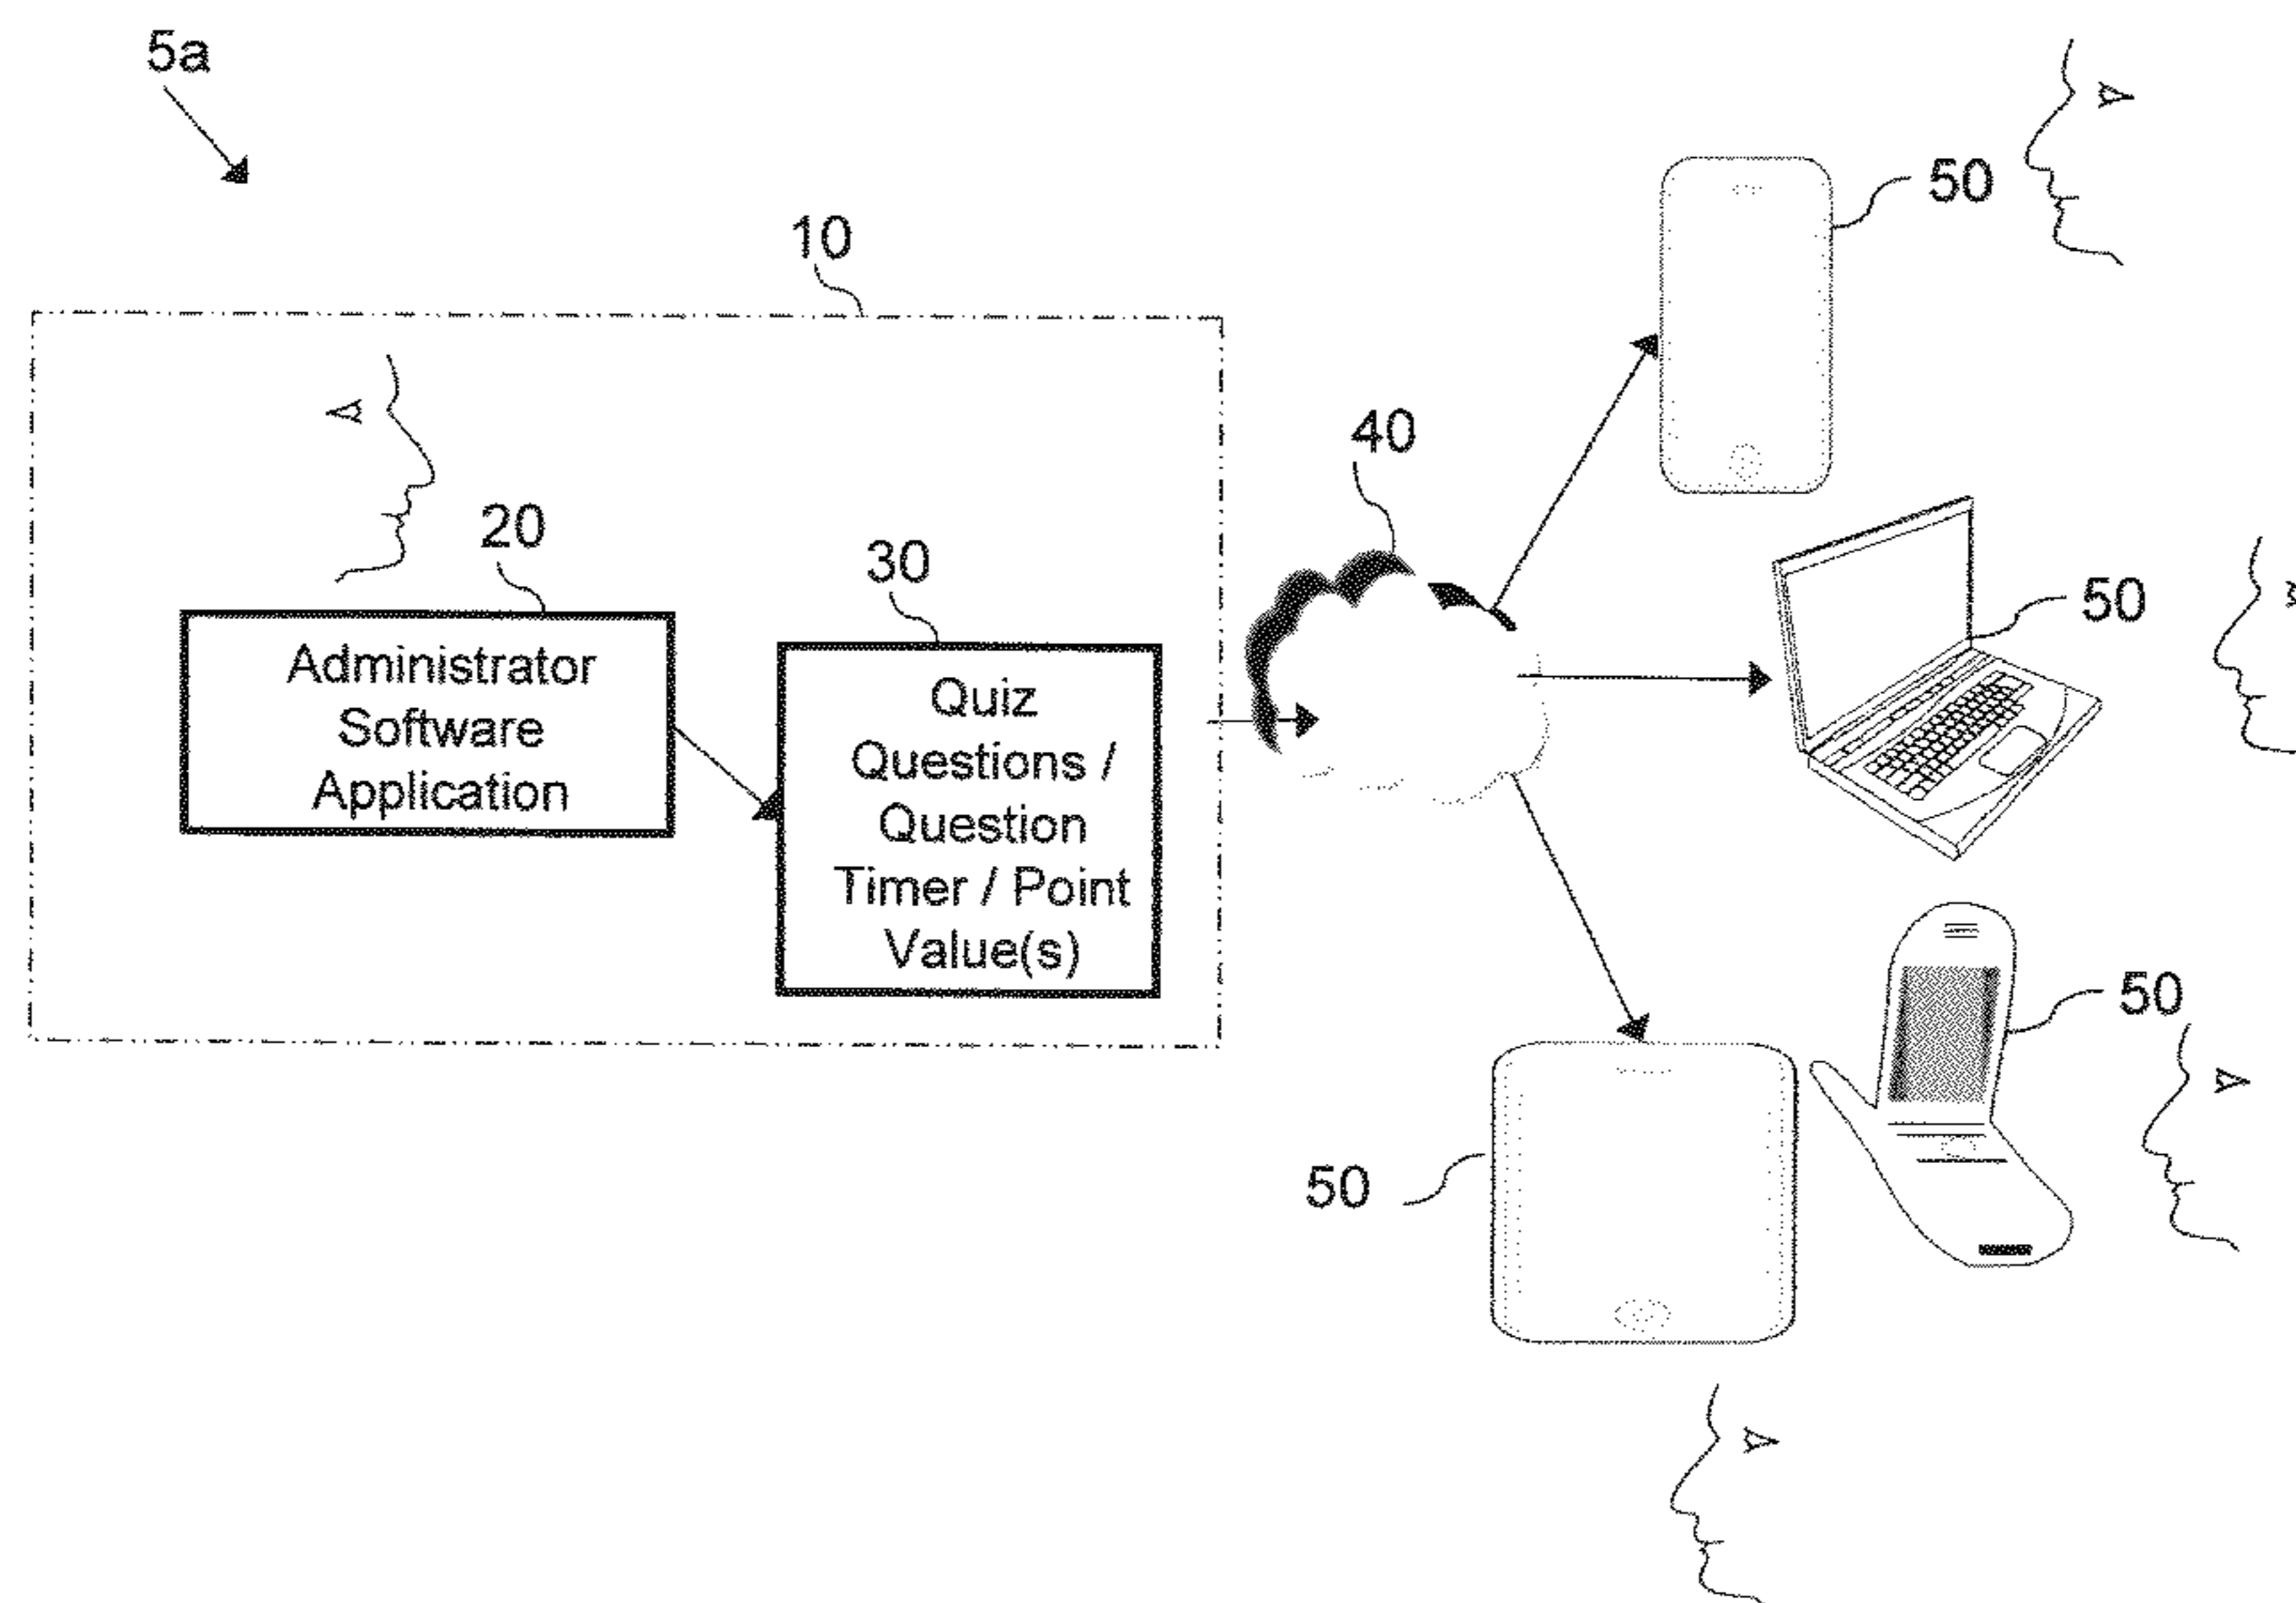 5a
10
20
Administrator
Software
Application
30
Quiz
Questions /
Question
Timer / Point
Value(s)
40
50
50
50
50